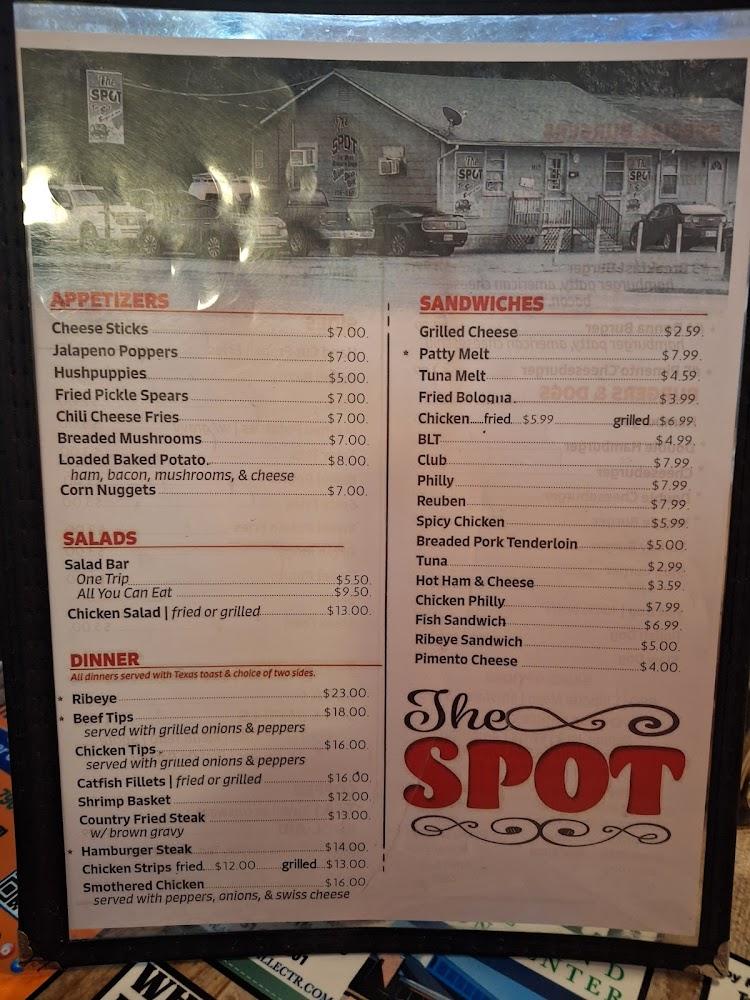 The
SPOT
The
SPOT
The
SPOT
The
SPOT
APPETIZERS
Cheese Sticks $7.00.
Jalapeno Poppers $7.00.
Hushpuppies $5.00.
Fried Pickle Spears $7.00.
Chili Cheese Fries $7.00.
Breaded Mushrooms $7.00.
Loaded Baked Potato. $8.00.
ham, bacon, mushrooms, & cheese
Corn Nuggets $7.00.
SALADS
Salad Bar
One Trip $5.50.
All You Can Eat $9.50.
Chicken Salad | fried or grilled $13.00.
DINNER
All dinners served with Texas toast & choice of two sides.
* Ribeye $23.00.
* Beef Tips $18.00.
served with grilled onions & peppers
Chicken Tips $16.00.
served with grilled onions & peppers
Catfish Fillets | fried or grilled $16.00.
Shrimp Basket $12.00.
Country Fried Steak $13.00.
w/ brown gravy
* Hamburger Steak $14.00.
Chicken Strips fried $12.00 grilled $13.00.
Smothered Chicken $16.00
served with peppers, onions, & swiss cheese
SANDWICHES
Grilled Cheese $2.59.
* Patty Melt $7.99.
Tuna Melt $4.59.
Fried Bologna $3.99.
Chicken fried $5.99 grilled $6.99.
BLT $4.99.
Club $7.99.
Philly $7.99.
Reuben $7.99.
Spicy Chicken $5.99.
Breaded Pork Tenderloin $5.00.
Tuna $2.99.
Hot Ham & Cheese $3.59.
Chicken Philly $7.99.
Fish Sandwich $6.99.
Ribeye Sandwich $5.00.
Pimento Cheese $4.00.
The
SPOT